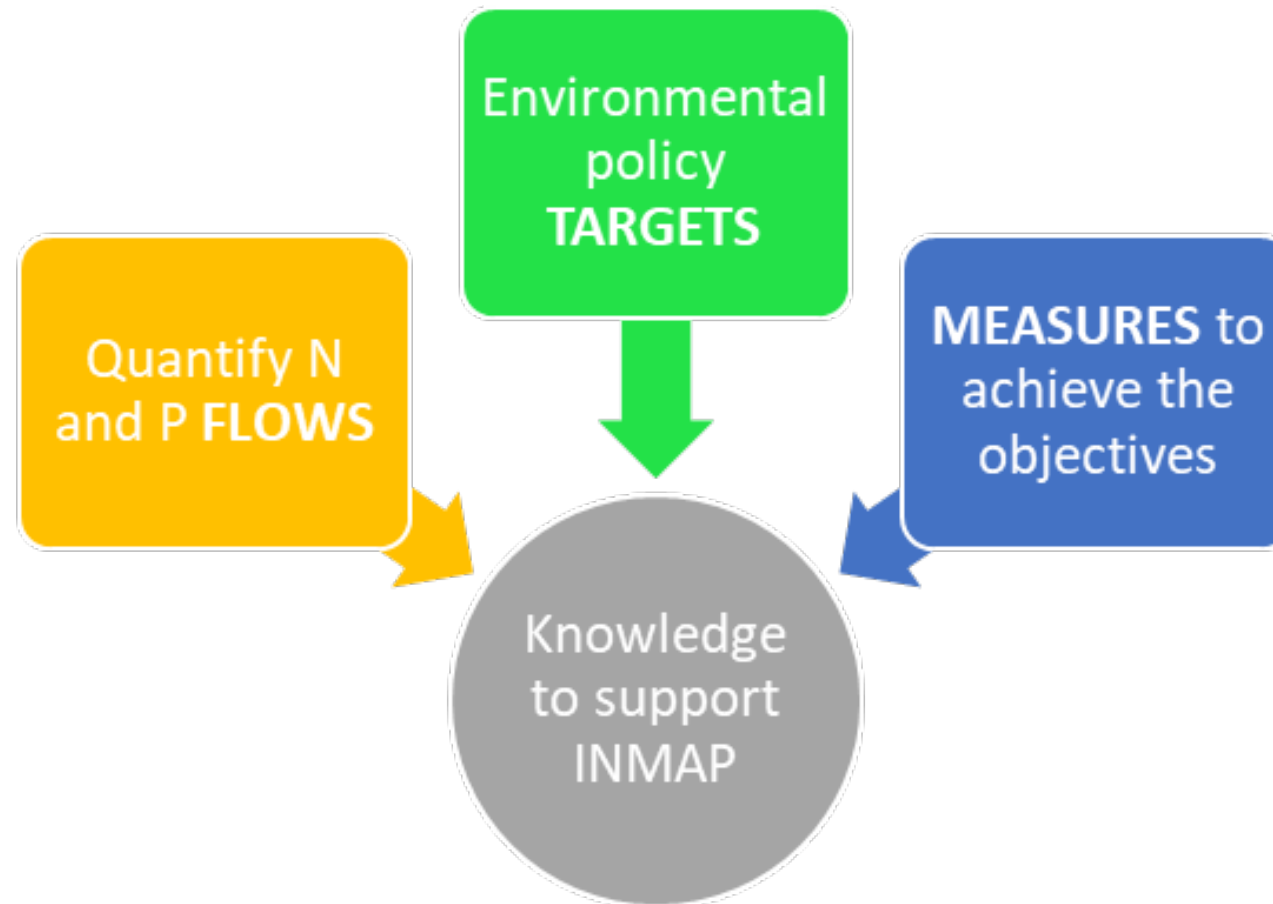 Environmental
policy
TARGETS
Quantify N
and P FLOWS
MEASURES to
achieve the
objectives
Knowledge
to support
INMAP